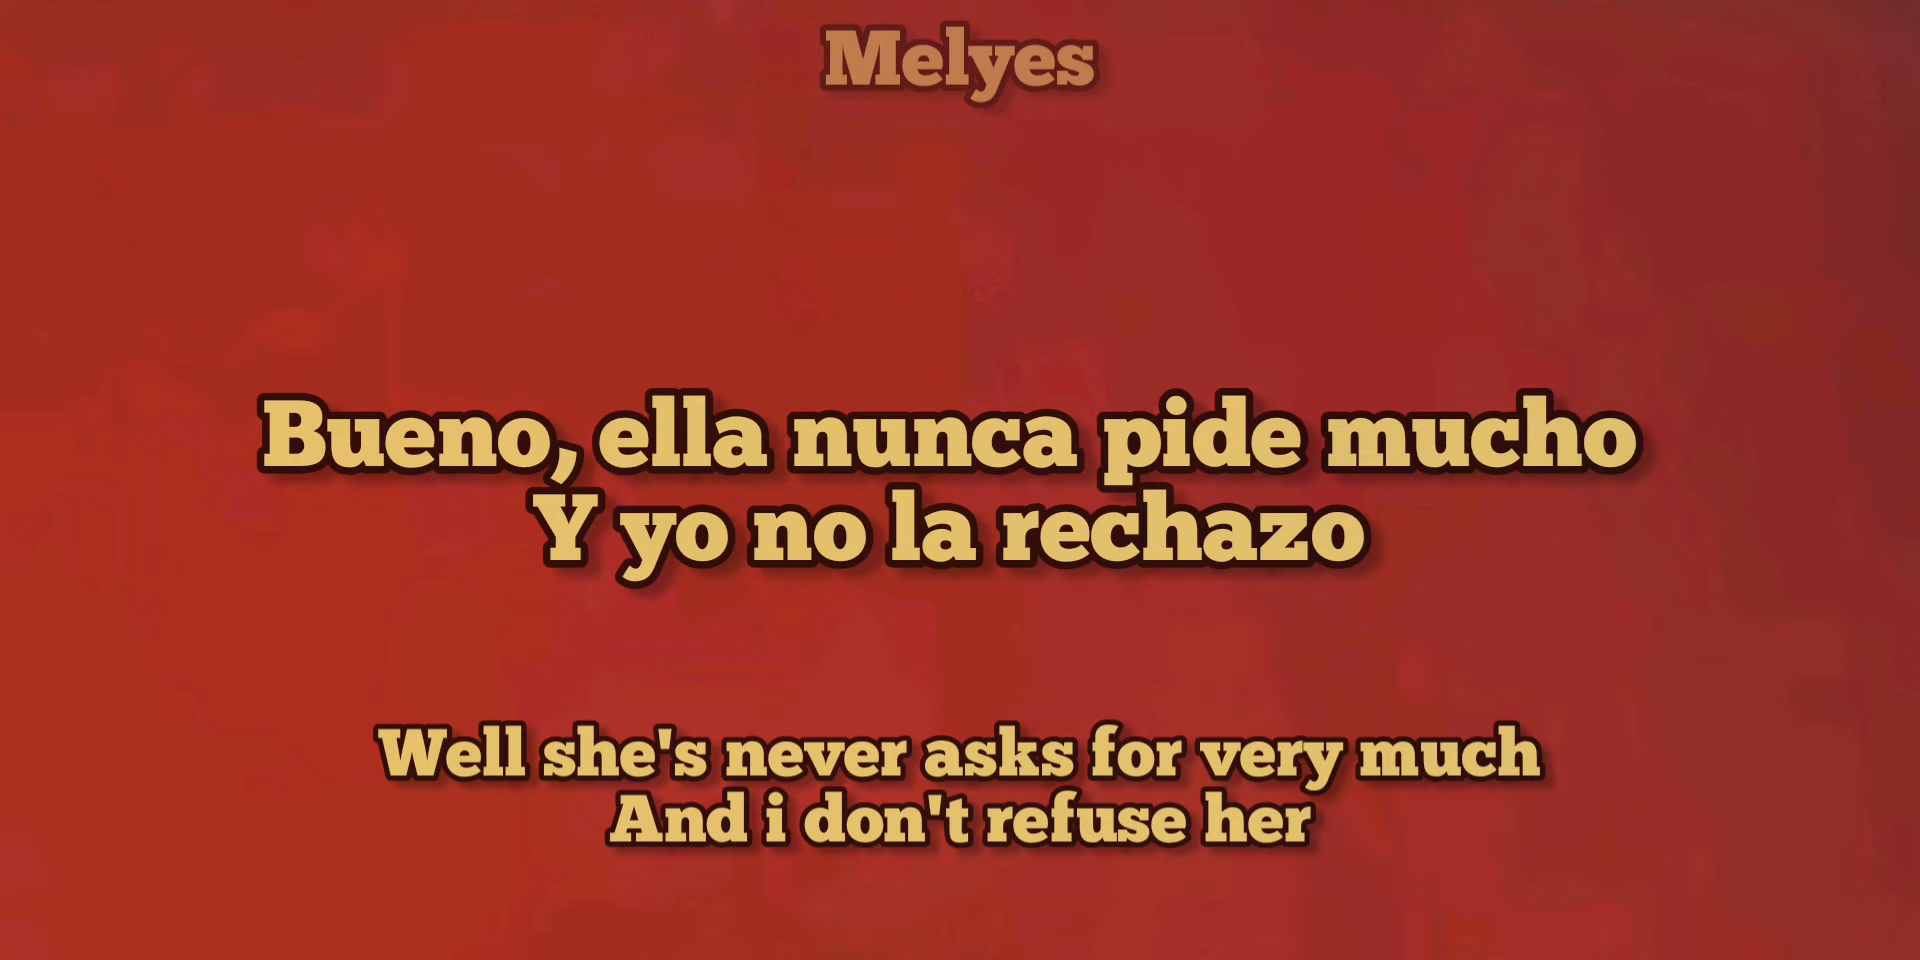 Melyes
Bueno, ella nunca pide mucho
Y yo no la rechazo
Well she's never asks for very much
And i don't refuse her